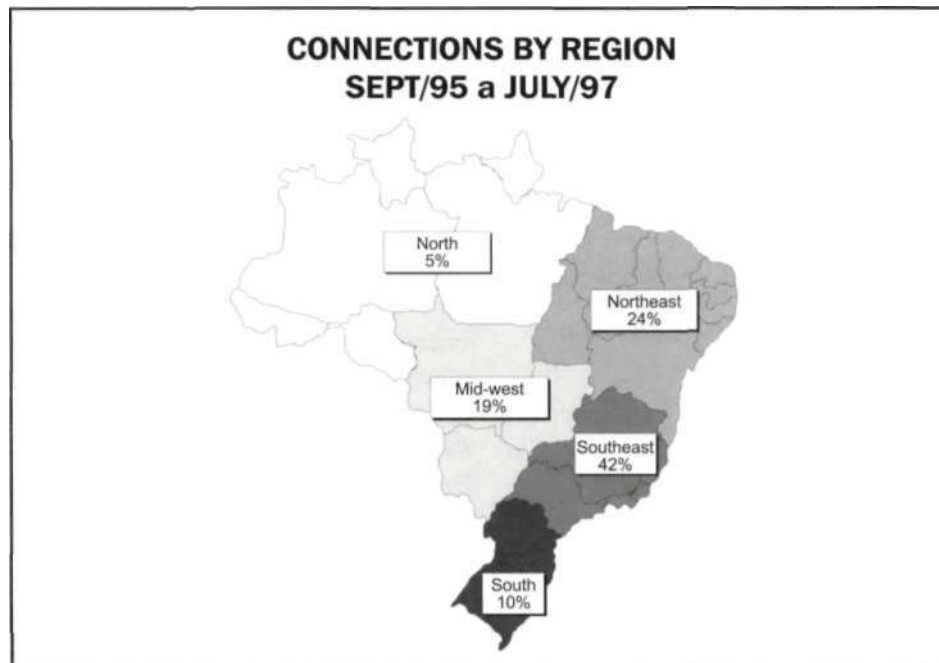 CONNECTIONS BY REGION
SEPT/95 a JULY/97
North
5%
Northeast
24%
Mid-west
19%
Southeast
42%
South
10%